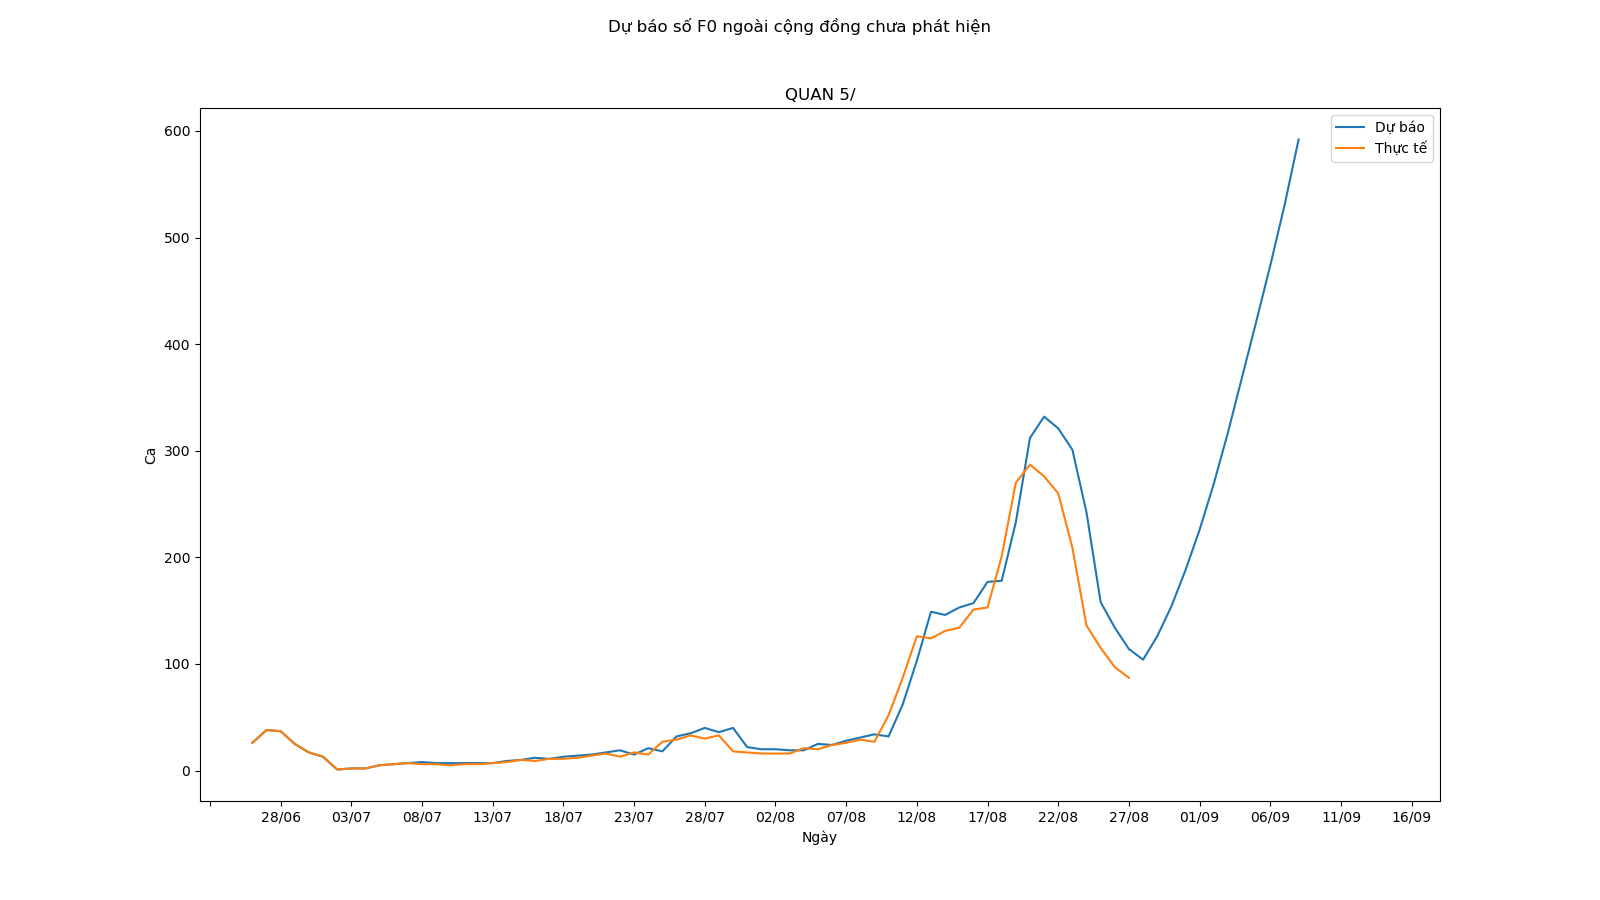 Dự báo số F0 ngoài cộng đồng chưa phát hiện
QUAN 5/
Dự báo
Thực tế
600
500
400
300
200
100
0
Ca
28/06 03/07 08/07 13/07 18/07 23/07 28/07 02/08 07/08 12/08 17/08 22/08 27/08 01/09 06/09 11/09 16/09
Ngày